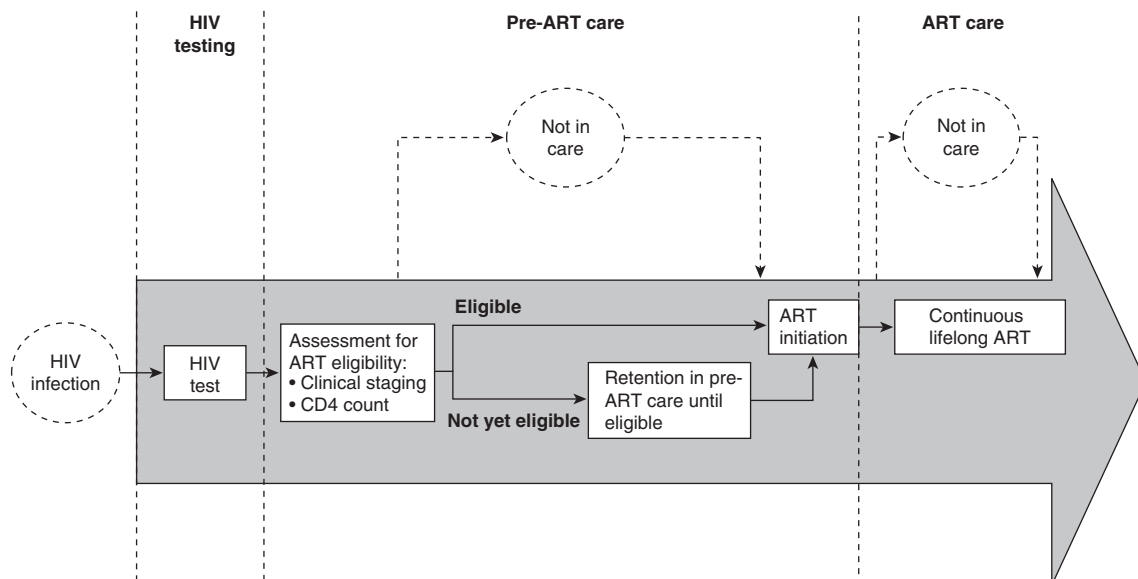 HIV
testing
Pre-ART care
ART care
Not in
care
Not in
care
HIV
infection
HIV
test
Assessment for
ART eligibility:
• Clinical staging
• CD4 count
Eligible
Not yet eligible
Retention in pre-
ART care until
eligible
ART
initiation
Continuous
lifelong ART